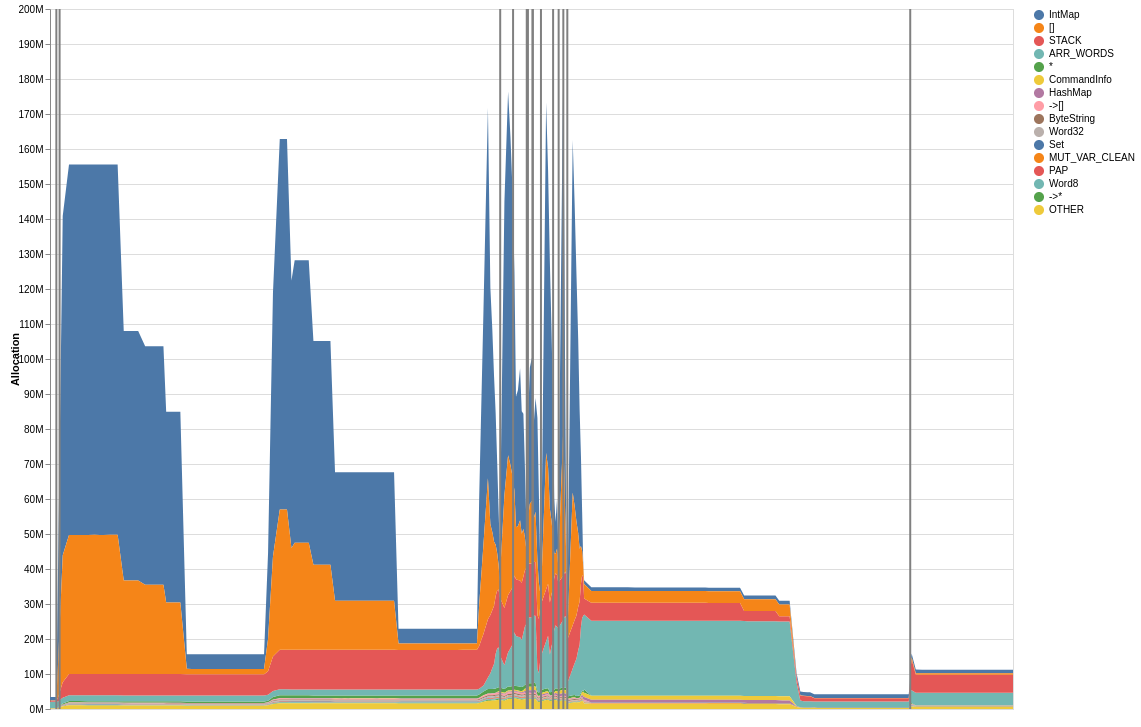 200M
190M
180M
170M
160M
150M
140M
130M
120M
110M
100M
90M
80M
70M
60M
50M
40M
30M
20M
10M
0M
Allocation
IntMap
[]
STACK
ARR_WORDS
*
CommandInfo
HashMap
->[]
ByteString
Word32
Set
MUT_VAR_CLEAN
PAP
Word8
->*
OTHER